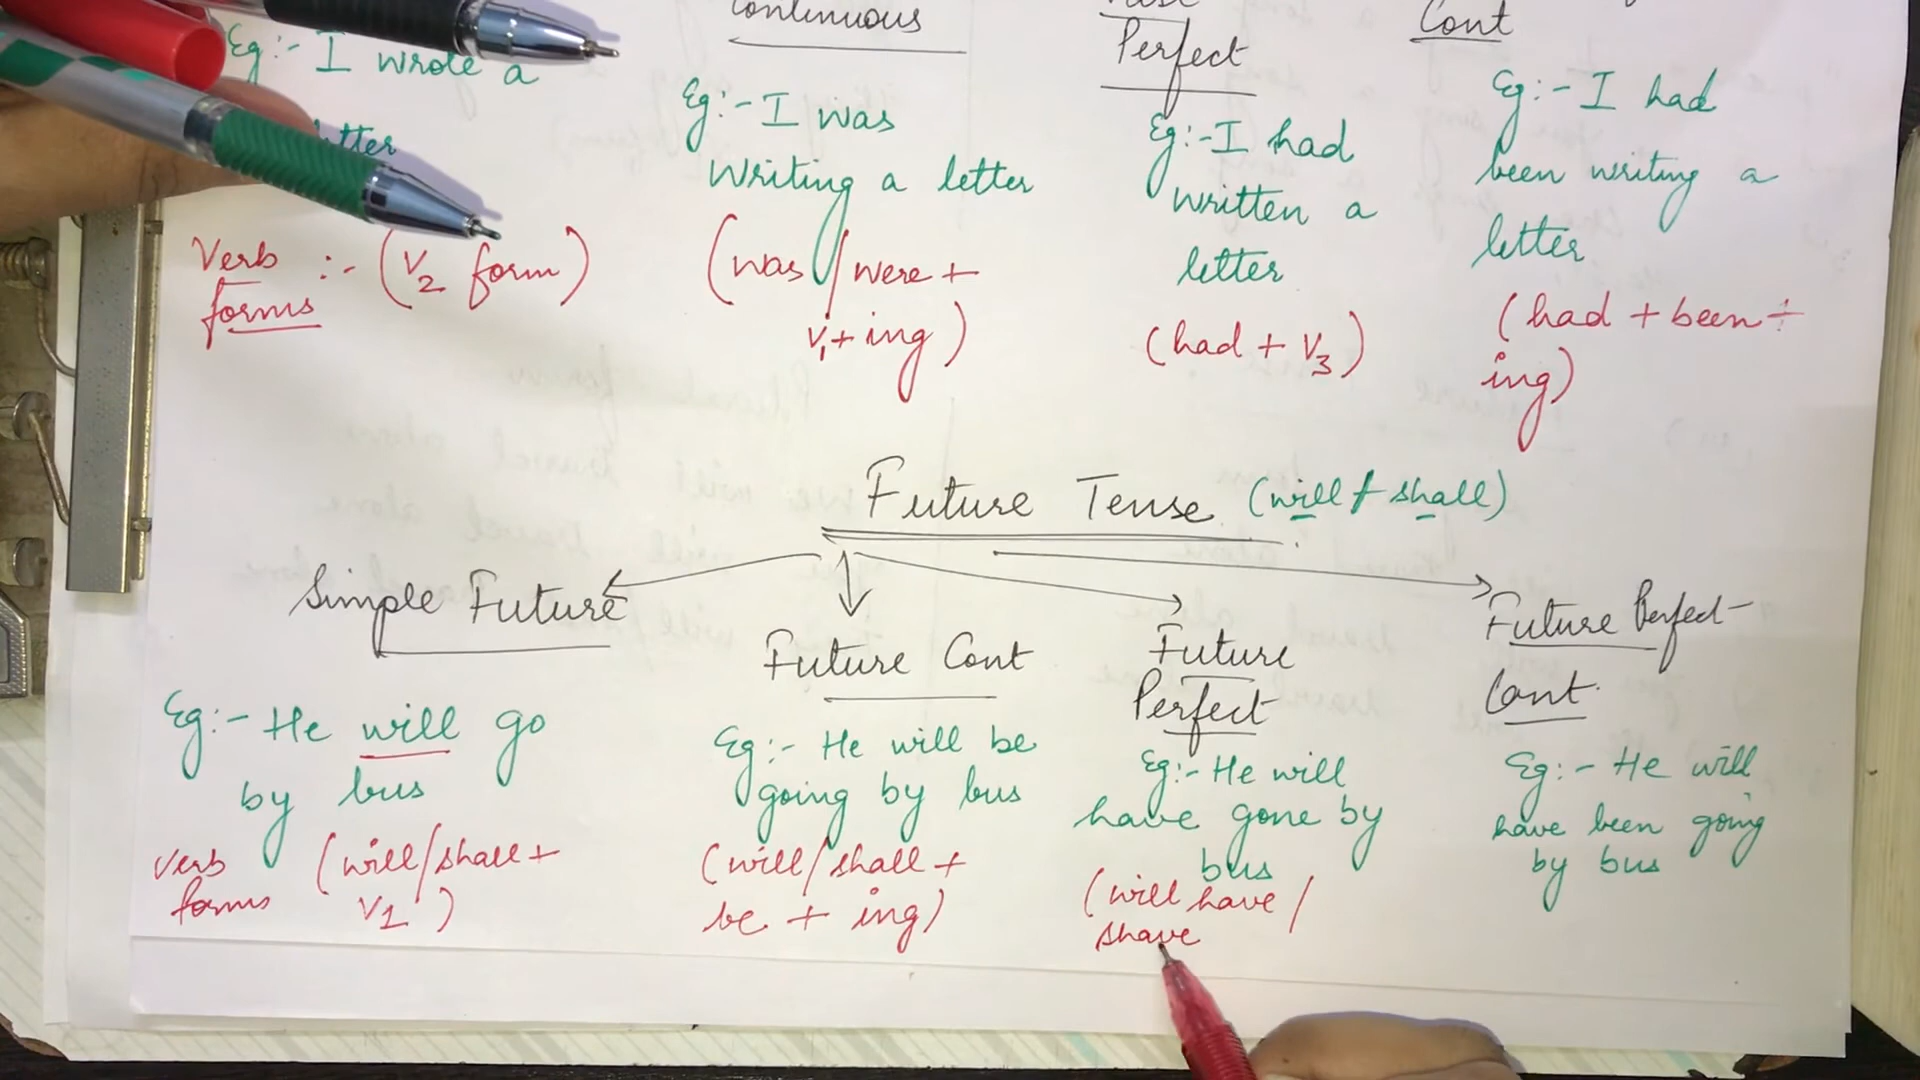 Continuous
Perfect
Cont
Eg:- I wrote a
letter
Eg:- I was
writing a letter
Eg:- I had
written a
letter
Eg:- I had
been writing a
letter
Verb
forms :- (V2 form)
(was / were +
V1 + ing)
(had + V3)
(had + been +
ing)
Future Tense (will / shall)
Simple Future
Future Cont
Future
Perfect
Future Perfect-
Cont.
Eg:- He will go
by bus
Eg:- He will be
going by bus
Eg:- He will
have gone by
bus
Eg:- He will
have been going
by bus
Verb
forms
(will/shall +
V1)
(will/shall +
be + ing)
(will have /
shave